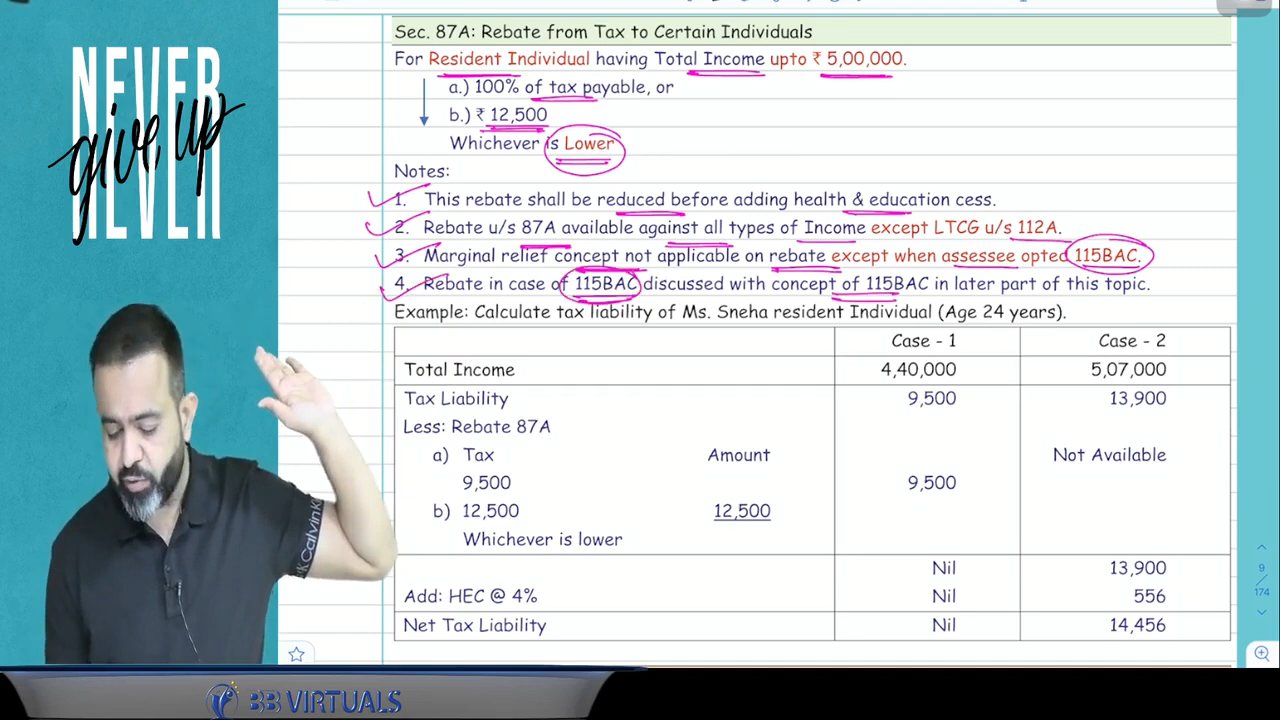 NEVER
give up
NEVER
Sec. 87A: Rebate from Tax to Certain Individuals
For Resident Individual having Total Income upto ₹ 5,00,000.
a.) 100% of tax payable, or
b.) ₹ 12,500
Whichever is Lower
Notes:
1. This rebate shall be reduced before adding health & education cess.
2. Rebate u/s 87A available against all types of Income except LTCG u/s 112A.
3. Marginal relief concept not applicable on rebate except when assessee opted 115BAC.
4. Rebate in case of 115BAC discussed with concept of 115BAC in later part of this topic.
Example: Calculate tax liability of Ms. Sneha resident Individual (Age 24 years).
Case - 1 Case - 2
Total Income 4,40,000 5,07,000
Tax Liability 9,500 13,900
Less: Rebate 87A
a) Tax Amount Not Available
9,500 9,500
b) 12,500 12,500
Whichever is lower
Nil 13,900
Add: HEC @ 4% Nil 556
Net Tax Liability Nil 14,456
9
/
174
Calvin K
BB VIRTUALS